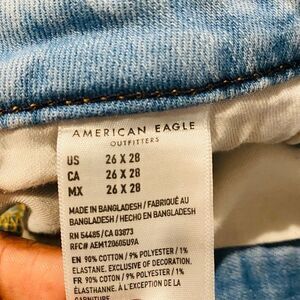 AMERICAN EAGLE
OUTFITTERS
US 26 X 28
CA 26 X 28
MX 26 X 28
MADE IN BANGLADESH / FABRIQUÉ AU
BANGLADESH / HECHO EN BANGLADESH
RN 54485/CA 03873
RFC# AEM120605U9A
EN 90% COTTON / 9% POLYESTER / 1%
ELASTANE, EXCLUSIVE OF DECORATION.
FR 90% COTON / 9% POLYESTER / 1%
ÉLASTHANNE, À L'EXCEPTION DE LA
GARNITURE